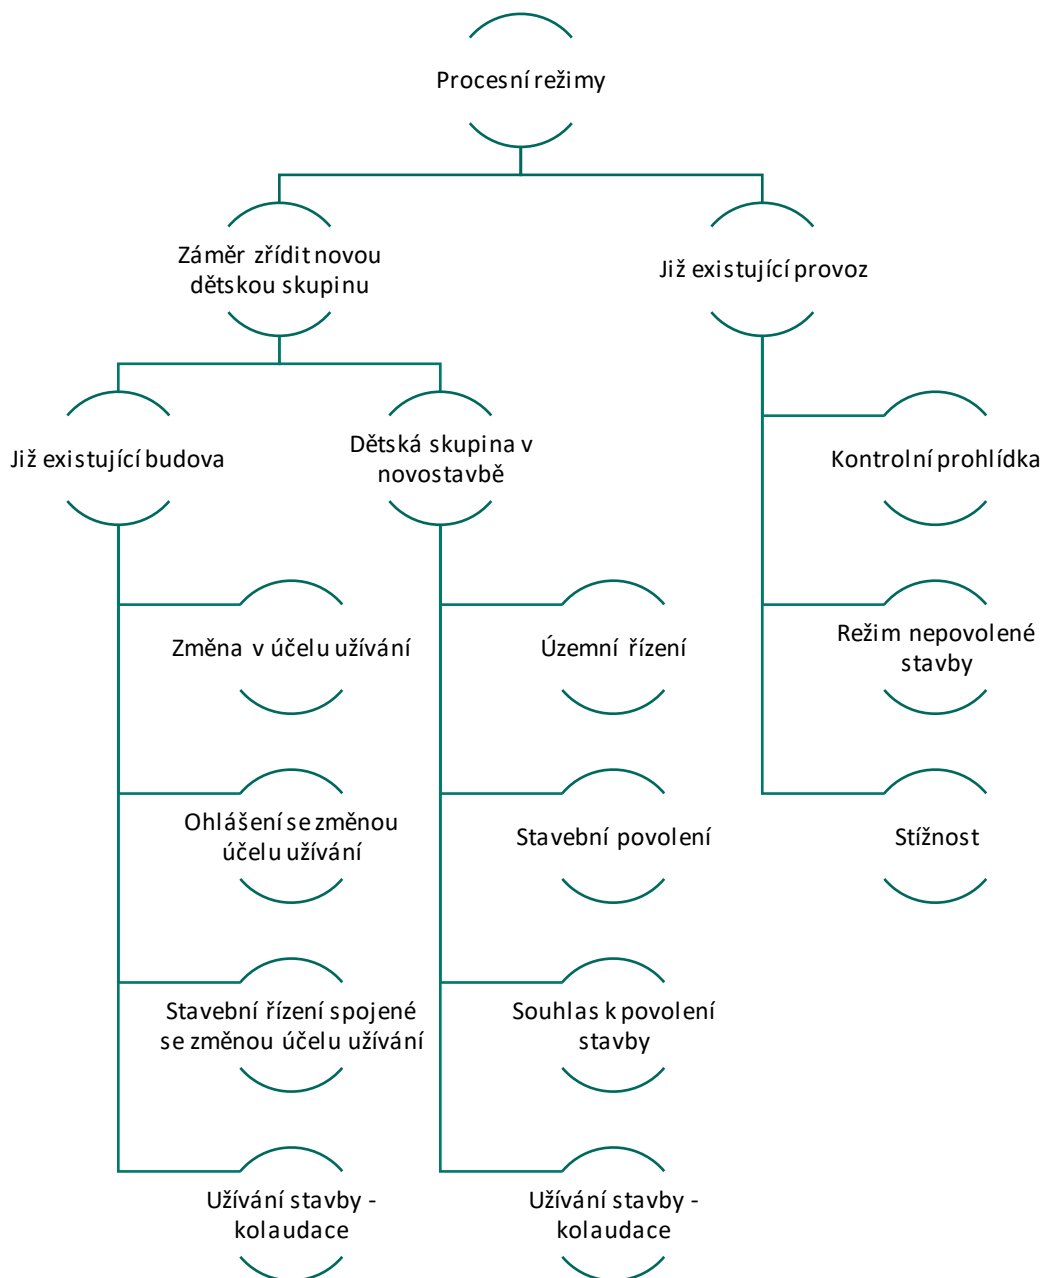 Procesní režimy
Záměr zřídit novou
dětskou skupinu
Již existující provoz
Již existující budova
Dětská skupina v
novostavbě
Kontrolní prohlídka
Změna v účelu užívání
Územní řízení
Režim nepovolené
stavby
Ohlášení se změnou
účelu užívání
Stavební povolení
Stížnost
Stavební řízení spojené
se změnou účelu užívání
Souhlas k povolení
stavby
Užívání stavby -
kolaudace
Užívání stavby -
kolaudace